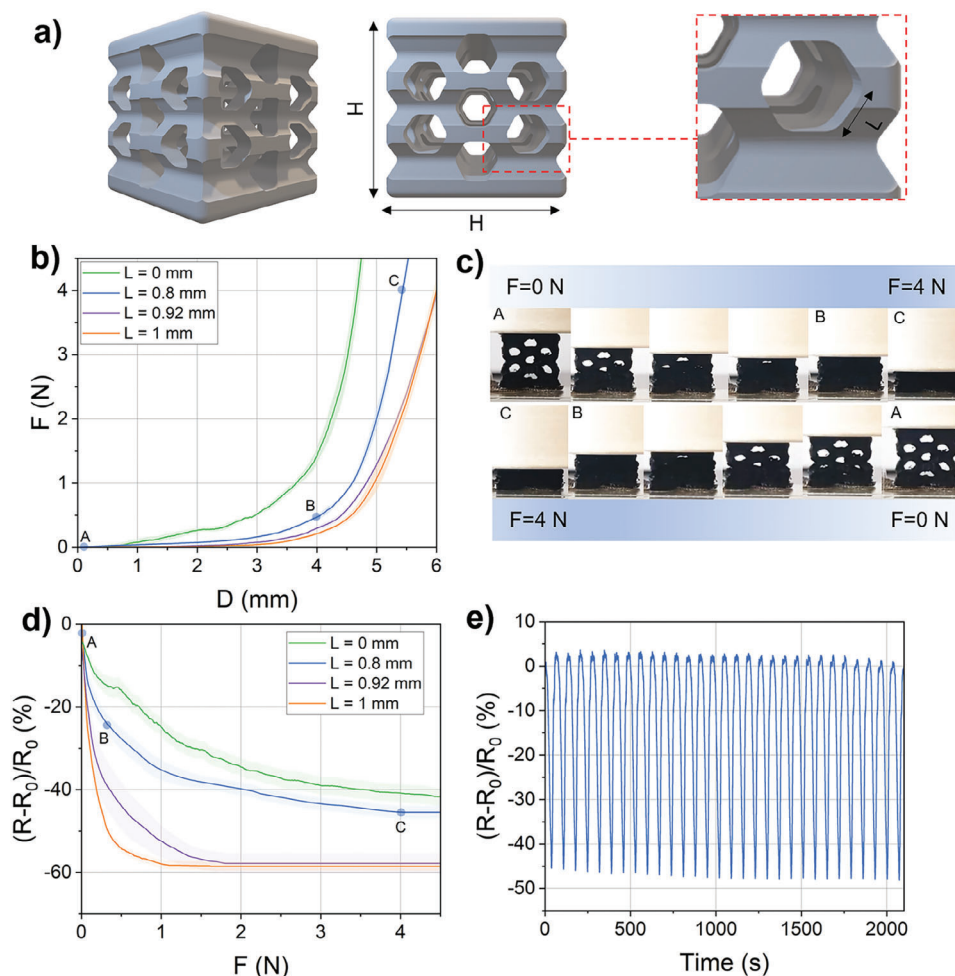 a)
H
H
L
b)
L = 0 mm
L = 0.8 mm
L = 0.92 mm
L = 1 mm
F (N)
4
3
2
1
0
A
B
C
0 1 2 3 4 5 6
D (mm)
c)
F=0 N F=4 N
A B C
C B A
F=4 N F=0 N
d)
L = 0 mm
L = 0.8 mm
L = 0.92 mm
L = 1 mm
(R-R₀)/R₀ (%)
0
-20
-40
-60
A
B
C
0 1 2 3 4
F (N)
e)
(R-R₀)/R₀ (%)
10
0
-10
-20
-30
-40
-50
0 500 1000 1500 2000
Time (s)